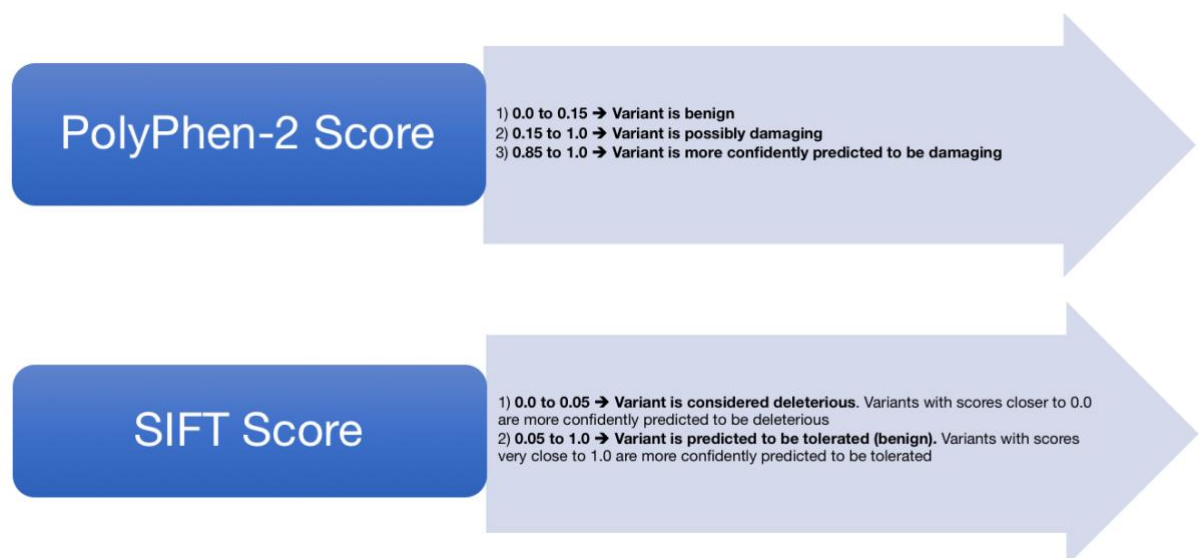 PolyPhen-2 Score
1) 0.0 to 0.15 ➔ Variant is benign
2) 0.15 to 1.0 ➔ Variant is possibly damaging
3) 0.85 to 1.0 ➔ Variant is more confidently predicted to be damaging
SIFT Score
1) 0.0 to 0.05 ➔ Variant is considered deleterious. Variants with scores closer to 0.0
are more confidently predicted to be deleterious
2) 0.05 to 1.0 ➔ Variant is predicted to be tolerated (benign). Variants with scores
very close to 1.0 are more confidently predicted to be tolerated